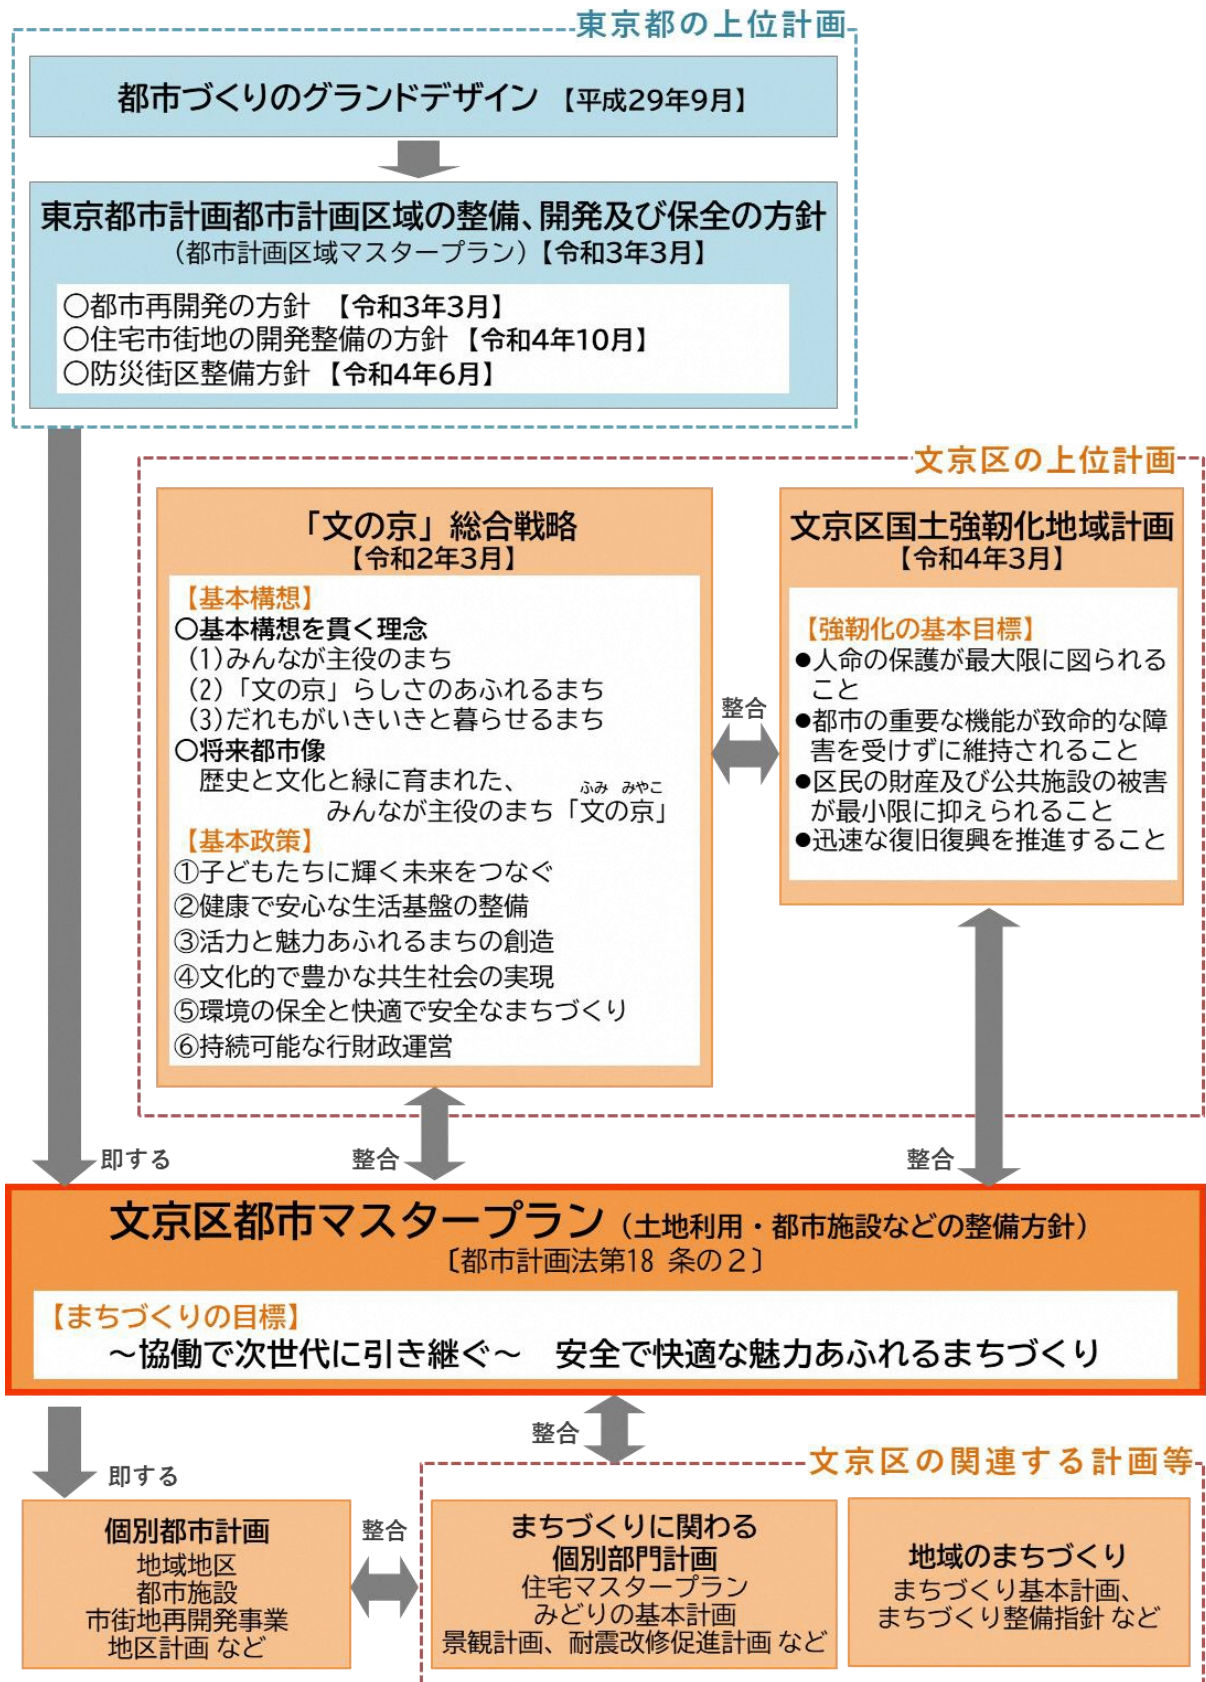 東京都の上位計画
都市づくりのグランドデザイン 【平成29年9月】
東京都市計画都市計画区域の整備、開発及び保全の方針
(都市計画区域マスタープラン)【令和3年3月】
〇都市再開発の方針 【令和3年3月】
〇住宅市街地の開発整備の方針 【令和4年10月】
〇防災街区整備方針 【令和4年6月】
文京区の上位計画
「文の京」総合戦略
【令和2年3月】
【基本構想】
〇基本構想を貫く理念
(1)みんなが主役のまち
(2)「文の京」らしさのあふれるまち
(3)だれもがいきいきと暮らせるまち
〇将来都市像
歴史と文化と緑に育まれた、
ふみ みやこ
みんなが主役のまち「文の京」
【基本政策】
①子どもたちに輝く未来をつなぐ
②健康で安心な生活基盤の整備
③活力と魅力あふれるまちの創造
④文化的で豊かな共生社会の実現
⑤環境の保全と快適で安全なまちづくり
⑥持続可能な行財政運営
整合
文京区国土強靭化地域計画
【令和4年3月】
【強靭化の基本目標】
●人命の保護が最大限に図られる
こと
●都市の重要な機能が致命的な障
害を受けずに維持されること
●区民の財産及び公共施設の被害
が最小限に抑えられること
●迅速な復旧復興を推進すること
即する
整合
整合
文京区都市マスタープラン(土地利用・都市施設などの整備方針)
〔都市計画法第18 条の2〕
【まちづくりの目標】
~協働で次世代に引き継ぐ~ 安全で快適な魅力あふれるまちづくり
即する
整合
文京区の関連する計画等
個別都市計画
地域地区
都市施設
市街地再開発事業
地区計画 など
整合
まちづくりに関わる
個別部門計画
住宅マスタープラン
みどりの基本計画
景観計画、耐震改修促進計画 など
地域のまちづくり
まちづくり基本計画、
まちづくり整備指針 など